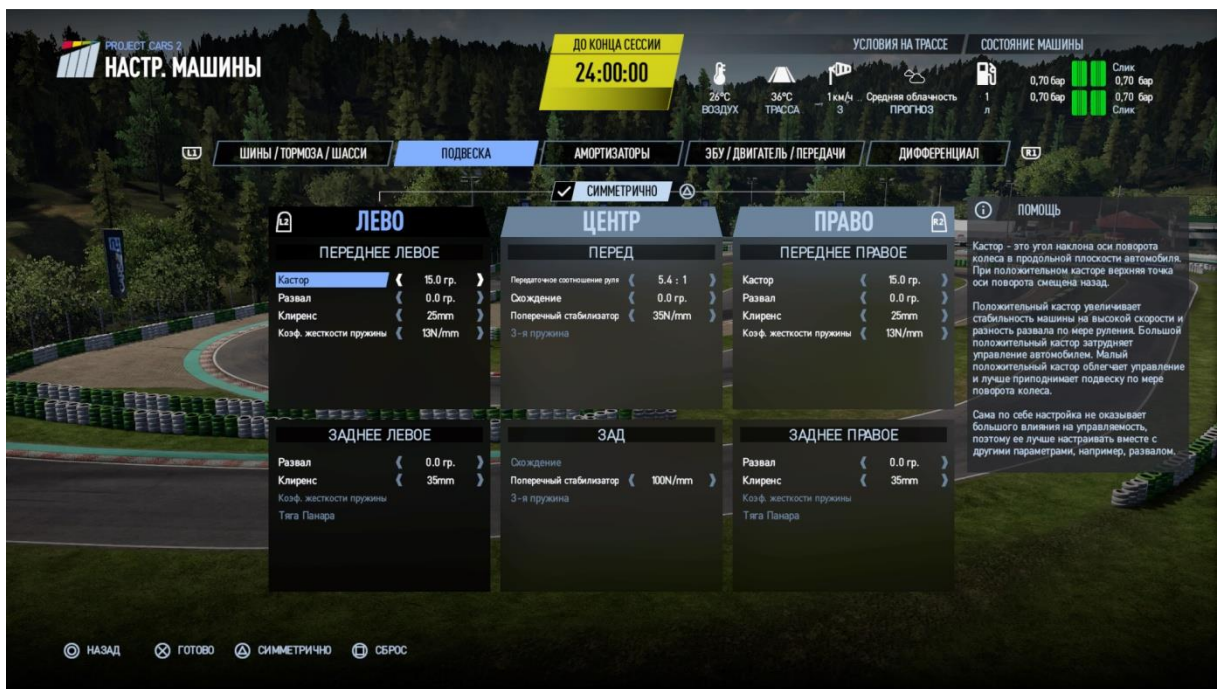 PROJECT CARS 2
НАСТР. МАШИНЫ
ДО КОНЦА СЕССИИ
24:00:00
УСЛОВИЯ НА ТРАССЕ
26°C
ВОЗДУХ
36°C
ТРАССА
1 км/ч
З
Средняя облачность
ПРОГНОЗ
СОСТОЯНИЕ МАШИНЫ
1
л
0,70 бар
0,70 бар
Слик
0,70 бар
0,70 бар
Слик
L1
ШИНЫ / ТОРМОЗА / ШАССИ
ПОДВЕСКА
АМОРТИЗАТОРЫ
ЭБУ / ДВИГАТЕЛЬ / ПЕРЕДАЧИ
ДИФФЕРЕНЦИАЛ
R1
СИММЕТРИЧНО
L2
ЛЕВО
ПЕРЕДНЕЕ ЛЕВОЕ
Кастор 15.0 гр.
Развал 0.0 гр.
Клиренс 25mm
Коэф. жесткости пружины 13N/mm
ЦЕНТР
ПЕРЕД
Передаточное соотношение руля 5.4 : 1
Схождение 0.0 гр.
Поперечный стабилизатор 35N/mm
3-я пружина
ПРАВО
R2
ПЕРЕДНЕЕ ПРАВОЕ
Кастор 15.0 гр.
Развал 0.0 гр.
Клиренс 25mm
Коэф. жесткости пружины 13N/mm
ЗАДНЕЕ ЛЕВОЕ
Развал 0.0 гр.
Клиренс 35mm
Коэф. жесткости пружины
Тяга Панара
ЗАД
Схождение
Поперечный стабилизатор 100N/mm
3-я пружина
ЗАДНЕЕ ПРАВОЕ
Развал 0.0 гр.
Клиренс 35mm
Коэф. жесткости пружины
Тяга Панара
ПОМОЩЬ
Кастор - это угол наклона оси поворота
колеса в продольной плоскости автомобиля.
При положительном касторе верхняя точка
оси поворота смещена назад.
Положительный кастор увеличивает
стабильность машины на высокой скорости и
разность развала по мере руления. Большой
положительный кастор затрудняет
управление автомобилем. Малый
положительный кастор облегчает управление
и лучше приподнимает подвеску по мере
поворота колеса.
Сама по себе настройка не оказывает
большого влияния на управляемость,
поэтому ее лучше настраивать вместе с
другими параметрами, например, развалом.
НАЗАД
ГОТОВО
СИММЕТРИЧНО
СБРОС